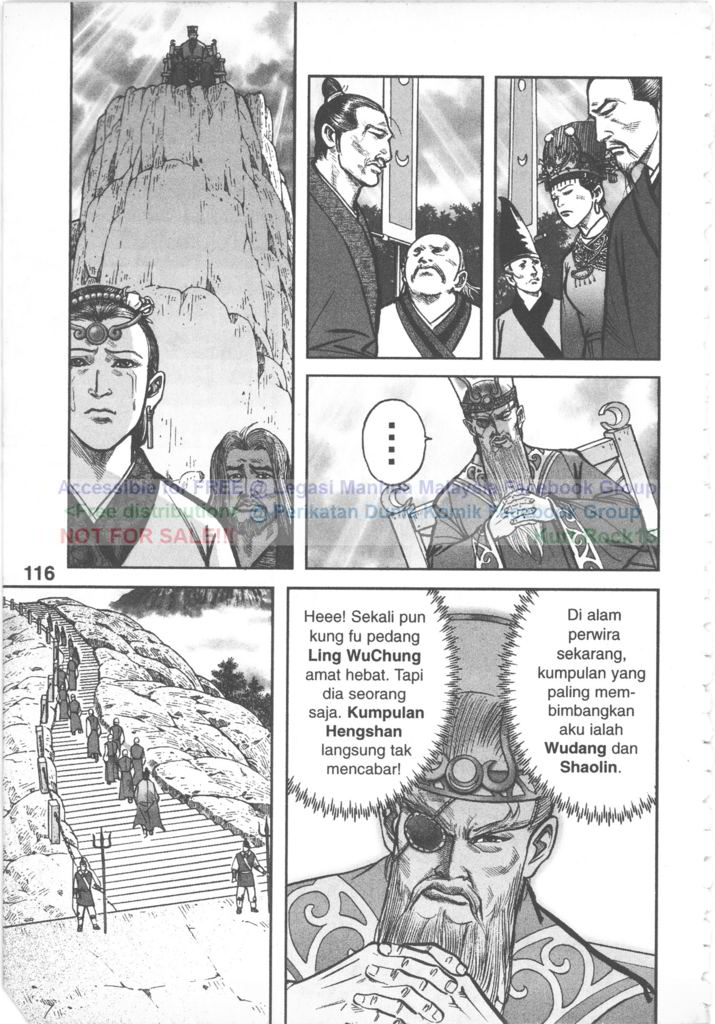 Accessible for FREE @ Legasi Manhua Malaysia Facebook Group
<Free distribution> @ Perikatan Dunia Komik Facebook Group
NOT FOR SALE!!!
116
Heee! Sekali pun
kung fu pedang
Ling WuChung
amat hebat. Tapi
dia seorang
saja. Kumpulan
Hengshan
langsung tak
mencabar!
Di alam
perwira
sekarang,
kumpulan yang
paling mem-
bimbangkan
aku ialah
Wudang dan
Shaolin.